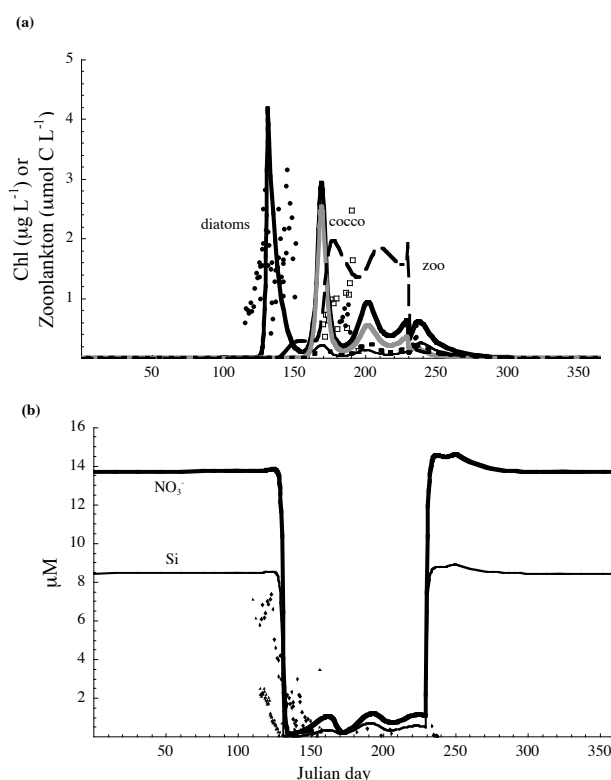 (a)
5
4
3
2
1
Chl (µg L⁻¹) or
Zooplankton (µmol C L⁻¹)
diatoms
cocco
zoo
50 100 150 200 250 300 350
(b)
16
14
12
10
8
6
4
2
µM
NO₃⁻
Si
50 100 150 200 250 300 350
Julian day